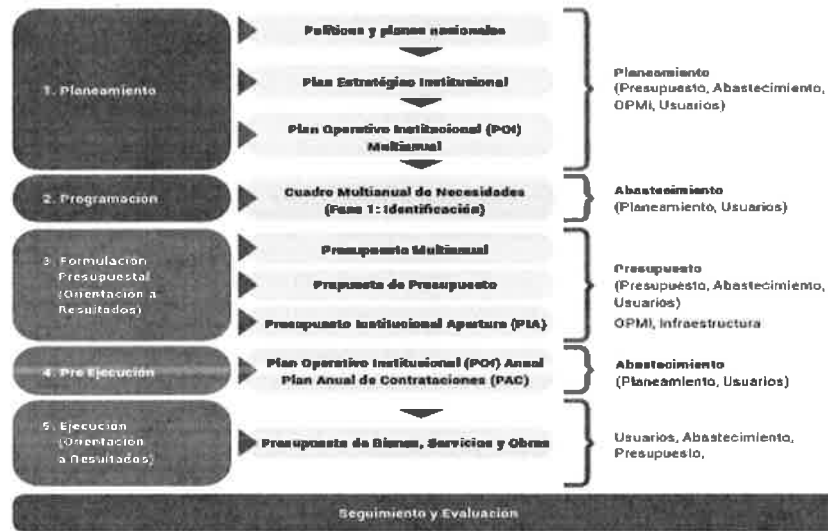 1. Planeamiento
Políticas y planes nacionales
Plan Estratégico Institucional
Plan Operativo Institucional (POI)
Multianual
Planeamiento
(Presupuesto, Abastecimiento,
OPMI, Usuarios)
2. Programación
Cuadro Multianual de Necesidades
(Fase 1: Identificación)
Abastecimiento
(Planeamiento, Usuarios)
3. Formulación
Presupuestal
(Orientación a
Resultados)
Presupuesto Multianual
Propuesta de Presupuesto
Presupuesto Institucional Apertura (PIA)
Presupuesto
(Presupuesto, Abastecimiento,
Usuarios)
OPMI, Infraestructura
4. Pre Ejecución
Plan Operativo Institucional (POI) Anual
Plan Anual de Contrataciones (PAC)
Abastecimiento
(Planeamiento, Usuarios)
5. Ejecución
(Orientación
a Resultados)
Presupuesto de Bienes, Servicios y Obras
Usuarios, Abastecimiento,
Presupuesto,
Seguimiento y Evaluación